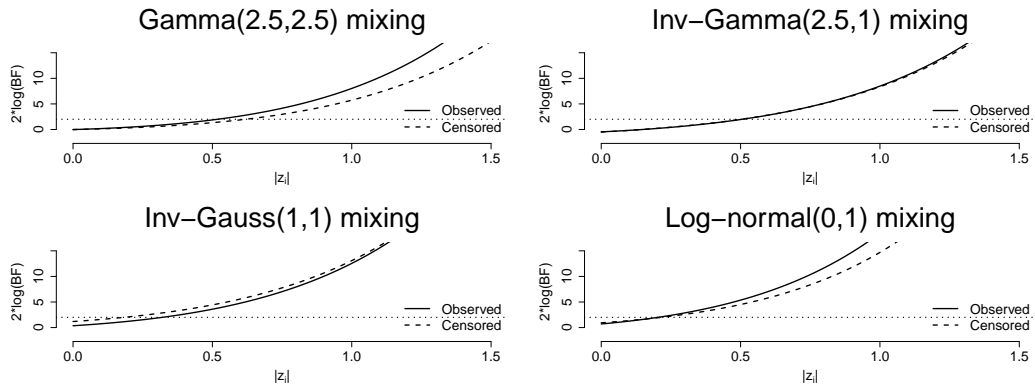 Gamma(2.5,2.5) mixing
2*log(BF)
0 5 10
Observed
Censored
0.0 0.5 1.0 1.5
|zᵢ|
Inv−Gamma(2.5,1) mixing
2*log(BF)
0 5 10
Observed
Censored
0.0 0.5 1.0 1.5
|zᵢ|
Inv−Gauss(1,1) mixing
2*log(BF)
0 5 10
Observed
Censored
0.0 0.5 1.0 1.5
|zᵢ|
Log−normal(0,1) mixing
2*log(BF)
0 5 10
Observed
Censored
0.0 0.5 1.0 1.5
|zᵢ|